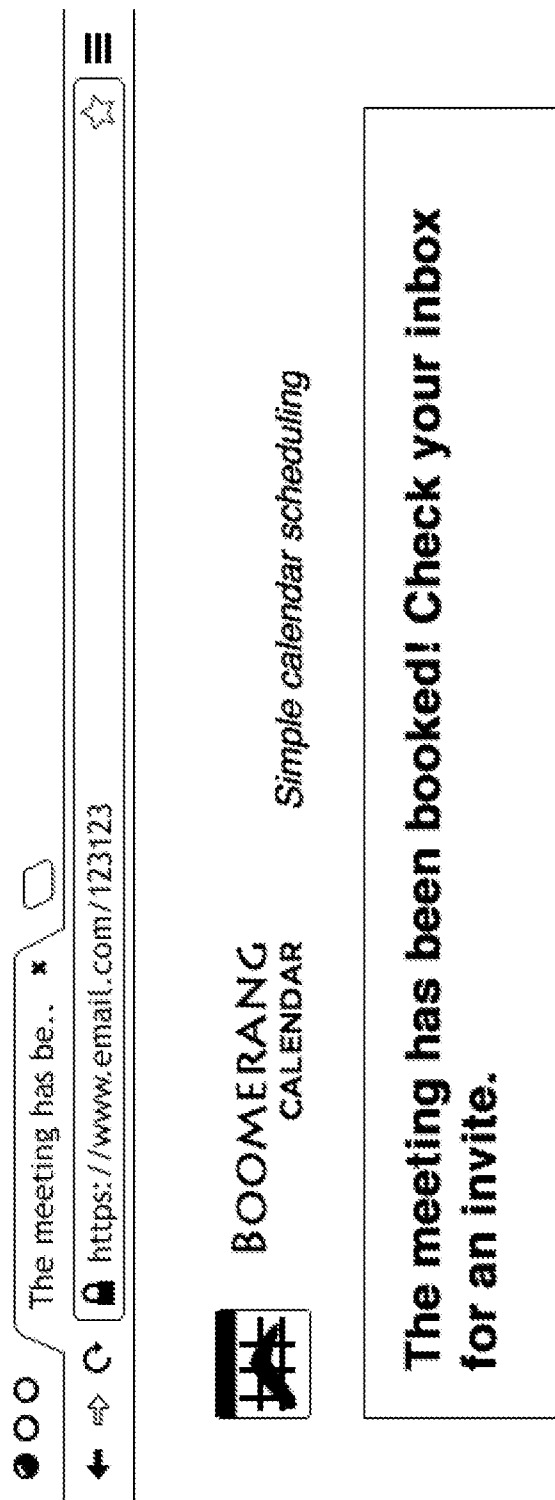 The meeting has be..
https://www.email.com/123123
BOOMERANG
CALENDAR
Simple calendar scheduling
The meeting has been booked! Check your inbox
for an invite.